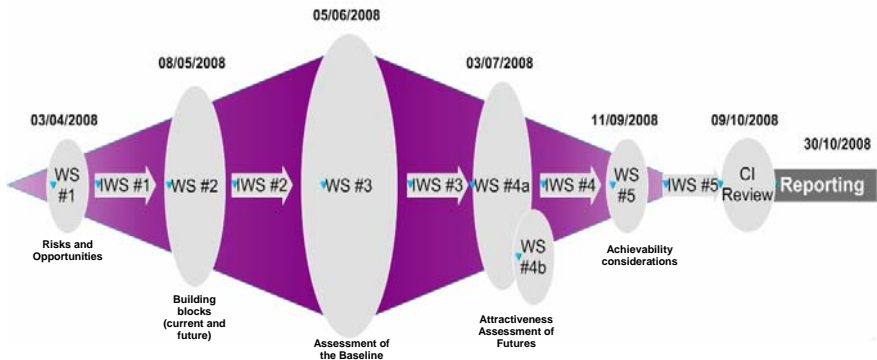 05/06/2008
08/05/2008
03/07/2008
03/04/2008
11/09/2008
09/10/2008
30/10/2008
WS
#1
IWS #1
WS #2
IWS #2
WS #3
IWS #3
WS #4a
IWS #4
WS
#5
IWS #5
CI
Review
Reporting
WS
#4b
Risks and
Opportunities
Building
blocks
(current and
future)
Assessment of
the Baseline
Attractiveness
Assessment of
Futures
Achievability
considerations